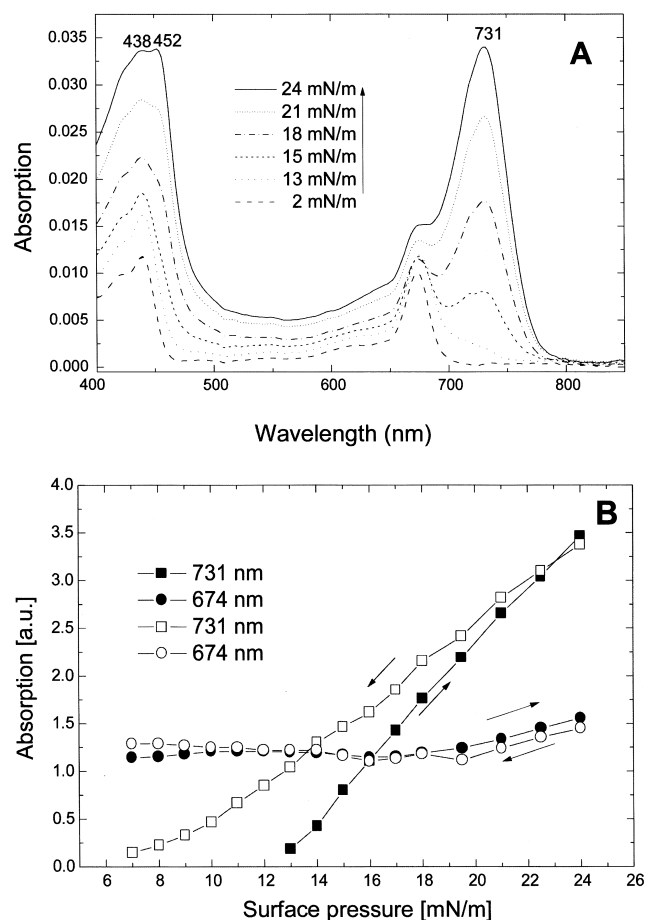 0.035
0.030
0.025
0.020
0.015
0.010
0.005
0.000
Absorption
438 452
731
A
24 mN/m
21 mN/m
18 mN/m
15 mN/m
13 mN/m
2 mN/m
400 500 600 700 800
Wavelength (nm)
4.0
3.5
3.0
2.5
2.0
1.5
1.0
0.5
0.0
Absorption [a.u.]
B
731 nm
674 nm
731 nm
674 nm
6 8 10 12 14 16 18 20 22 24 26
Surface pressure [mN/m]